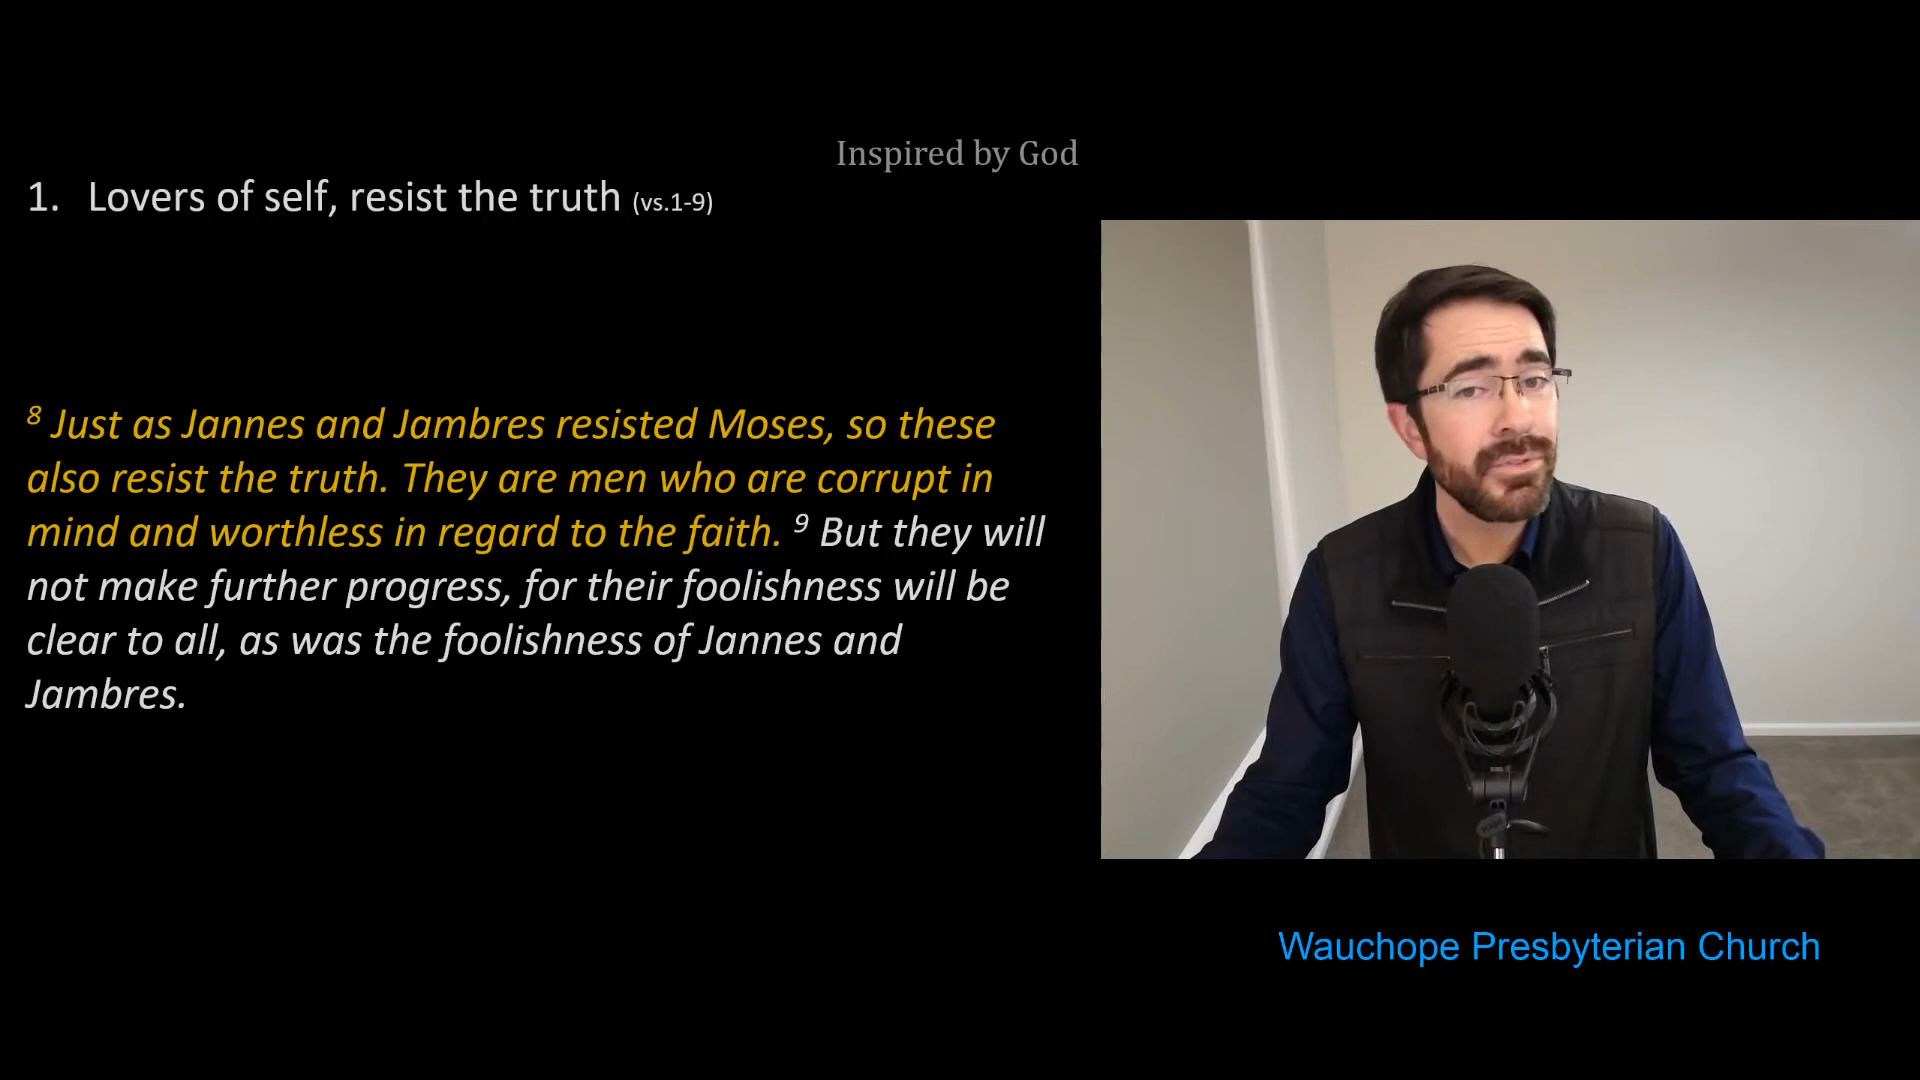 Inspired by God
1. Lovers of self, resist the truth (vs.1-9)
8 Just as Jannes and Jambres resisted Moses, so these
also resist the truth. They are men who are corrupt in
mind and worthless in regard to the faith. 9 But they will
not make further progress, for their foolishness will be
clear to all, as was the foolishness of Jannes and
Jambres.
Wauchope Presbyterian Church